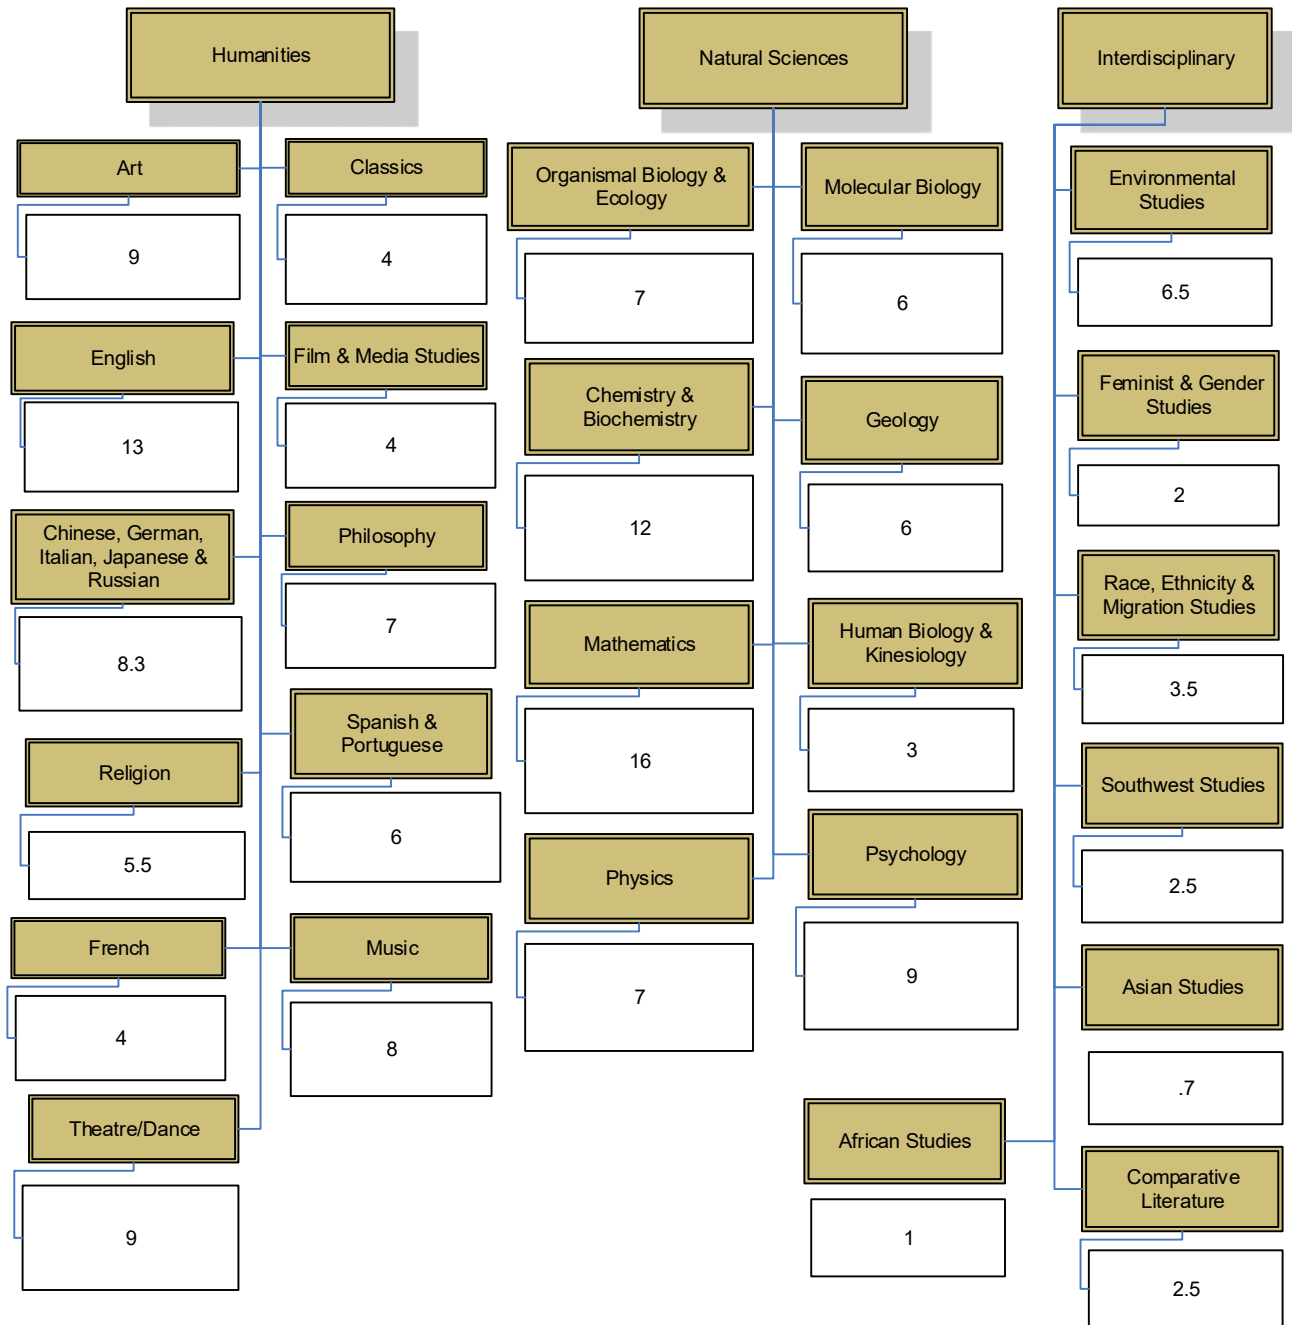 Humanities
Art
9
Classics
4
English
13
Film & Media Studies
4
Chinese, German,
Italian, Japanese &
Russian
8.3
Philosophy
7
Religion
5.5
Spanish &
Portuguese
6
French
4
Music
8
Theatre/Dance
9
Natural Sciences
Organismal Biology &
Ecology
7
Molecular Biology
6
Chemistry &
Biochemistry
12
Geology
6
Mathematics
16
Human Biology &
Kinesiology
3
Physics
7
Psychology
9
Interdisciplinary
Environmental
Studies
6.5
Feminist & Gender
Studies
2
Race, Ethnicity &
Migration Studies
3.5
Southwest Studies
2.5
Asian Studies
.7
African Studies
1
Comparative
Literature
2.5